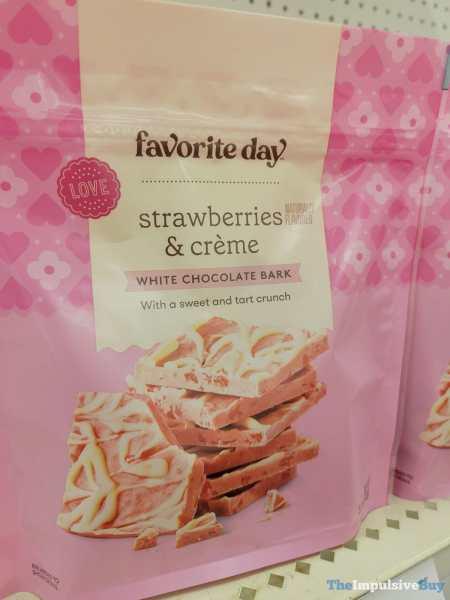 favorite day
LOVE
strawberries
NATURALLY
FLAVORED
& crème
WHITE CHOCOLATE BARK
With a sweet and tart crunch
TheImpulsiveBuy